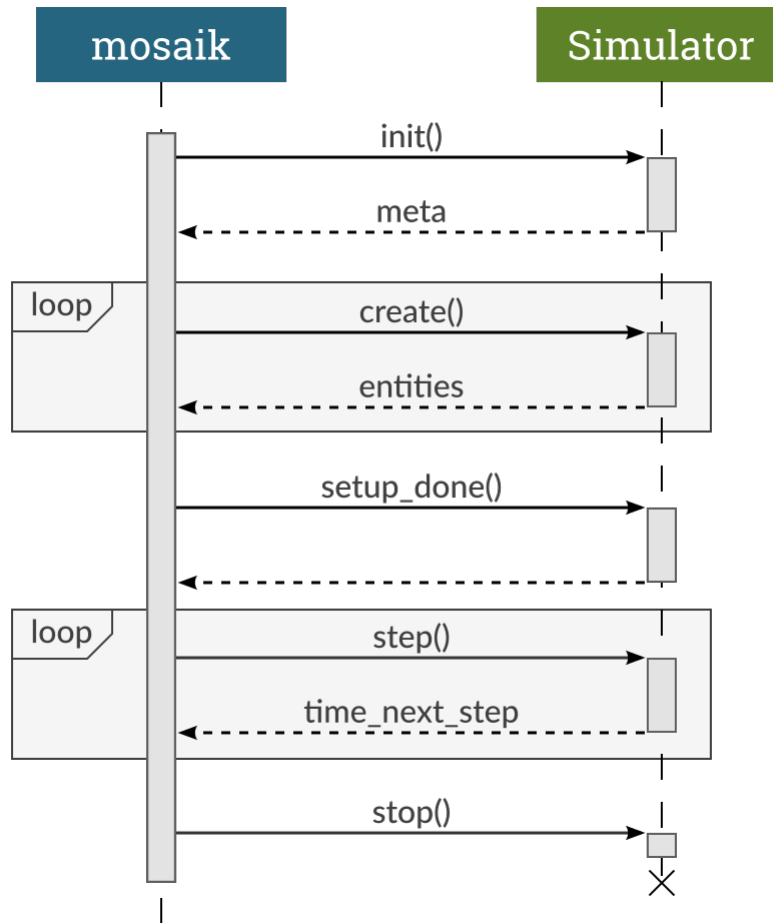 mosaik
Simulator
init()
meta
loop
create()
entities
setup_done()
loop
step()
time_next_step
stop()